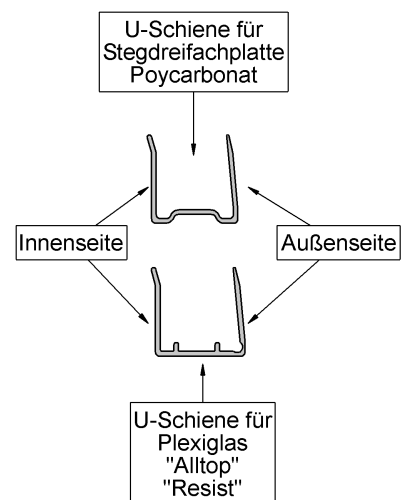 U-Schiene für
Stegdreifachplatte
Poycarbonat
Innenseite
Außenseite
U-Schiene für
Plexiglas
"Alltop"
"Resist"